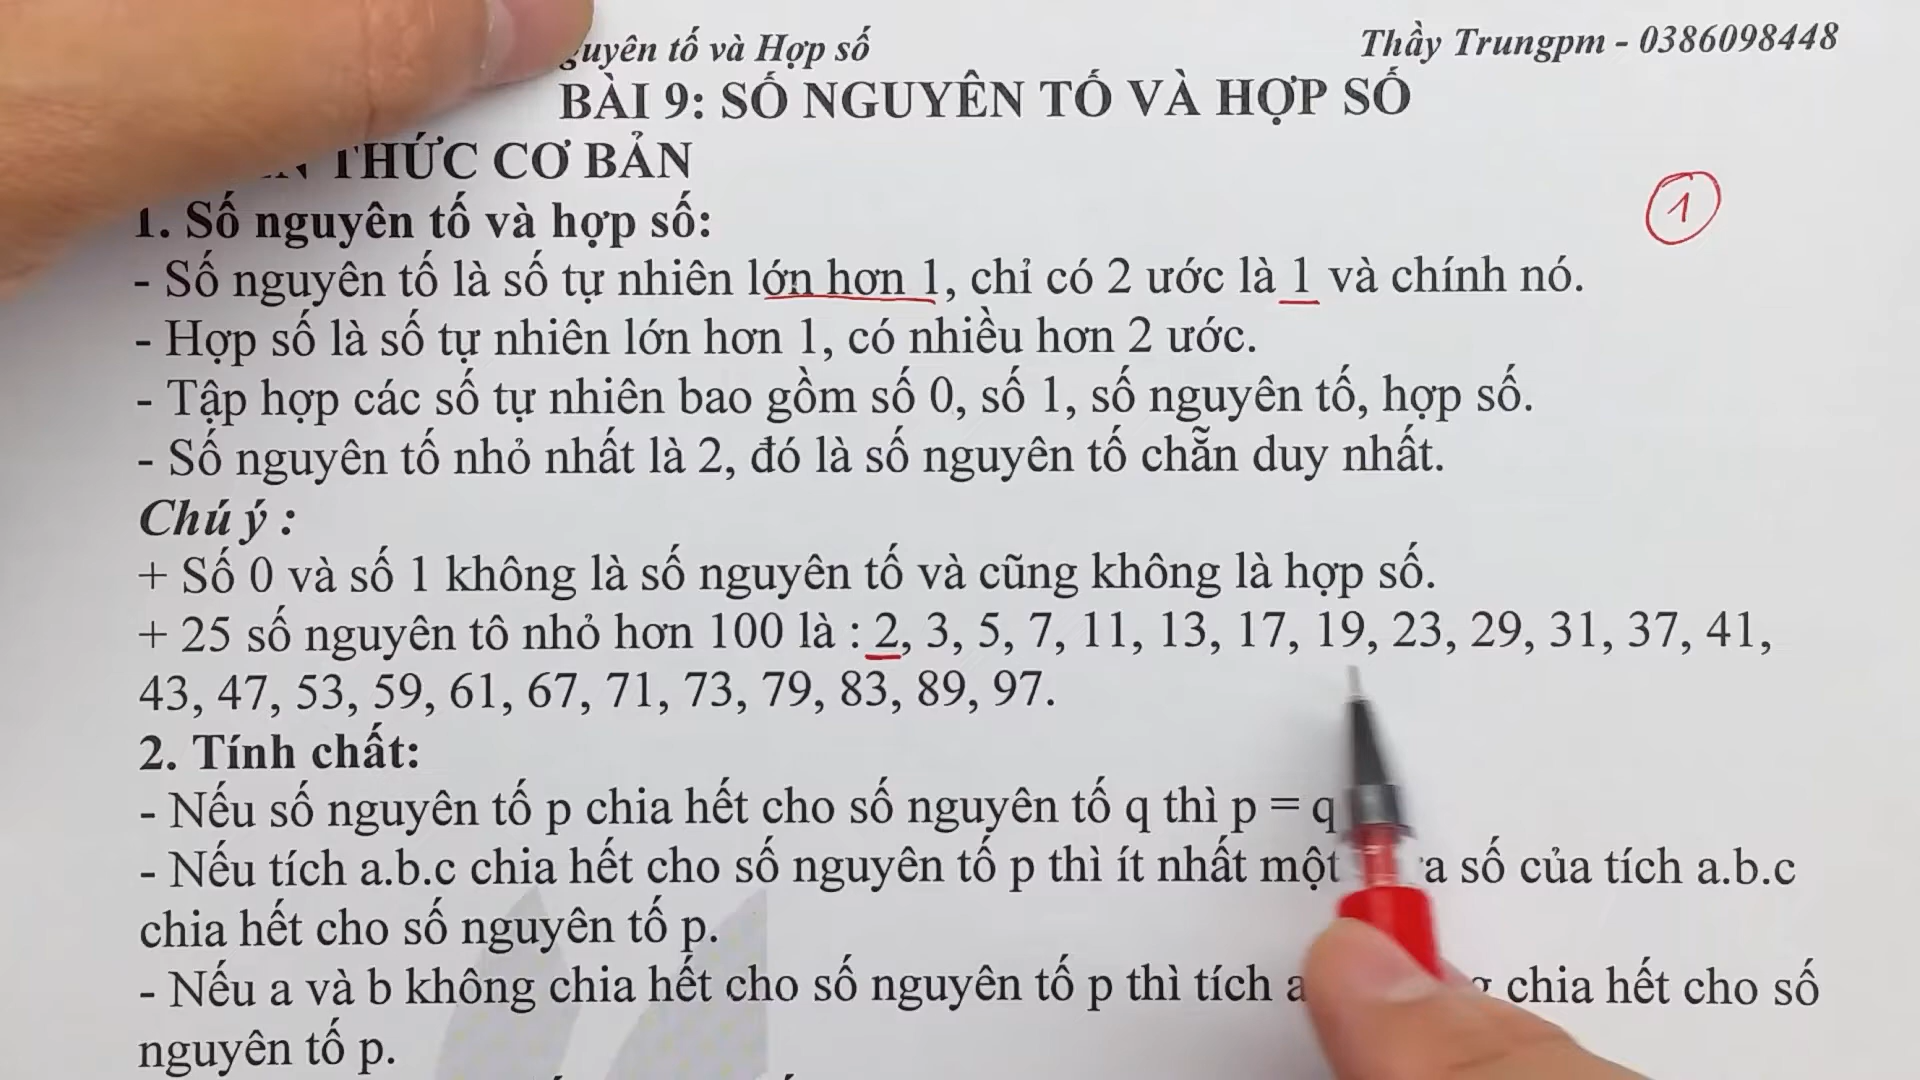 guyên tố và Hợp số
Thầy Trungpm - 0386098448
BÀI 9: SỐ NGUYÊN TỐ VÀ HỢP SỐ
THỨC CƠ BẢN
1
1. Số nguyên tố và hợp số:
- Số nguyên tố là số tự nhiên lớn hơn 1, chỉ có 2 ước là 1 và chính nó.
- Hợp số là số tự nhiên lớn hơn 1, có nhiều hơn 2 ước.
- Tập hợp các số tự nhiên bao gồm số 0, số 1, số nguyên tố, hợp số.
- Số nguyên tố nhỏ nhất là 2, đó là số nguyên tố chẵn duy nhất.
Chú ý :
+ Số 0 và số 1 không là số nguyên tố và cũng không là hợp số.
+ 25 số nguyên tô nhỏ hơn 100 là : 2, 3, 5, 7, 11, 13, 17, 19, 23, 29, 31, 37, 41,
43, 47, 53, 59, 61, 67, 71, 73, 79, 83, 89, 97.
2. Tính chất:
- Nếu số nguyên tố p chia hết cho số nguyên tố q thì p = q
- Nếu tích a.b.c chia hết cho số nguyên tố p thì ít nhất một a số của tích a.b.c
chia hết cho số nguyên tố p.
- Nếu a và b không chia hết cho số nguyên tố p thì tích a chia hết cho số
nguyên tố p.